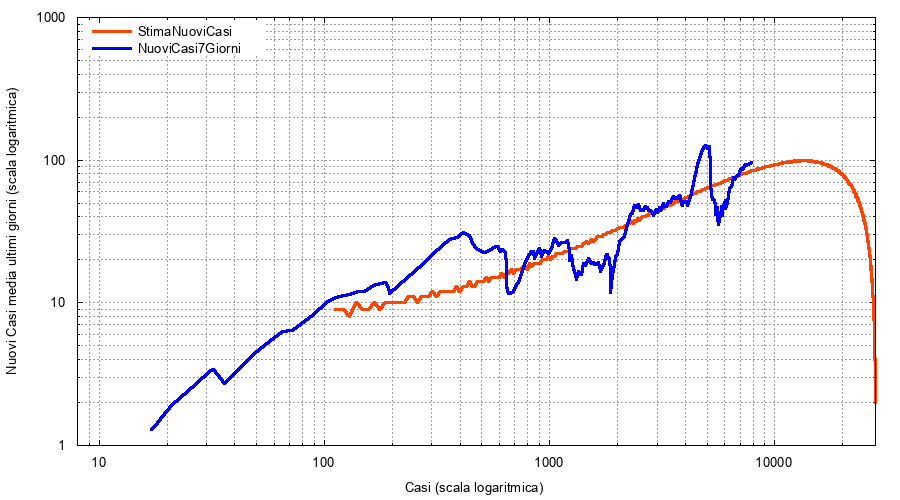 1000
StimaNuoviCasi
NuoviCasi7Giorni
100
10
1
Nuovi Casi media ultimi giorni (scala logaritmica)
10
100
1000
10000
Casi (scala logaritmica)